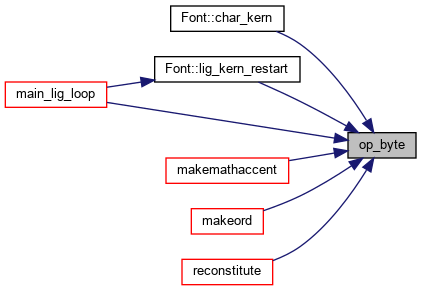 Font::char_kern
Font::lig_kern_restart
main_lig_loop
op_byte
makemathaccent
makeord
reconstitute